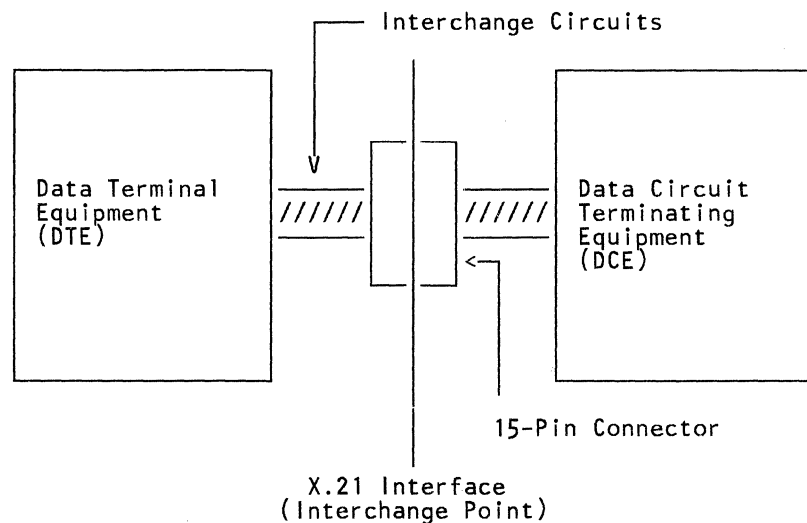 Interchange Circuits
Data Terminal
Equipment
(DTE)
Data Circuit
Terminating
Equipment
(DCE)
15-Pin Connector
X.21 Interface
(Interchange Point)